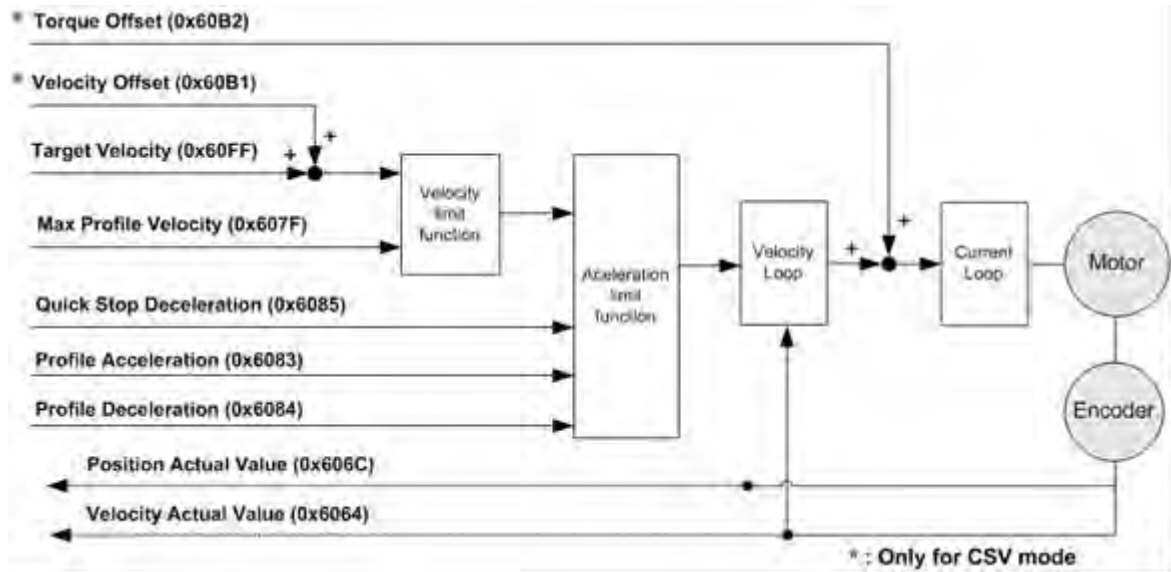 * Torque Offset (0x60B2)
* Velocity Offset (0x60B1)
+
Target Velocity (0x60FF)
+
Max Profile Velocity (0x607F)
Velocity
limit
function
Quick Stop Deceleration (0x6085)
Profile Acceleration (0x6083)
Profile Deceleration (0x6084)
Aceleration
limit
function
Velocity
Loop
+
+
Current
Loop
Motor
Encoder
Position Actual Value (0x606C)
Velocity Actual Value (0x6064)
* : Only for CSV mode